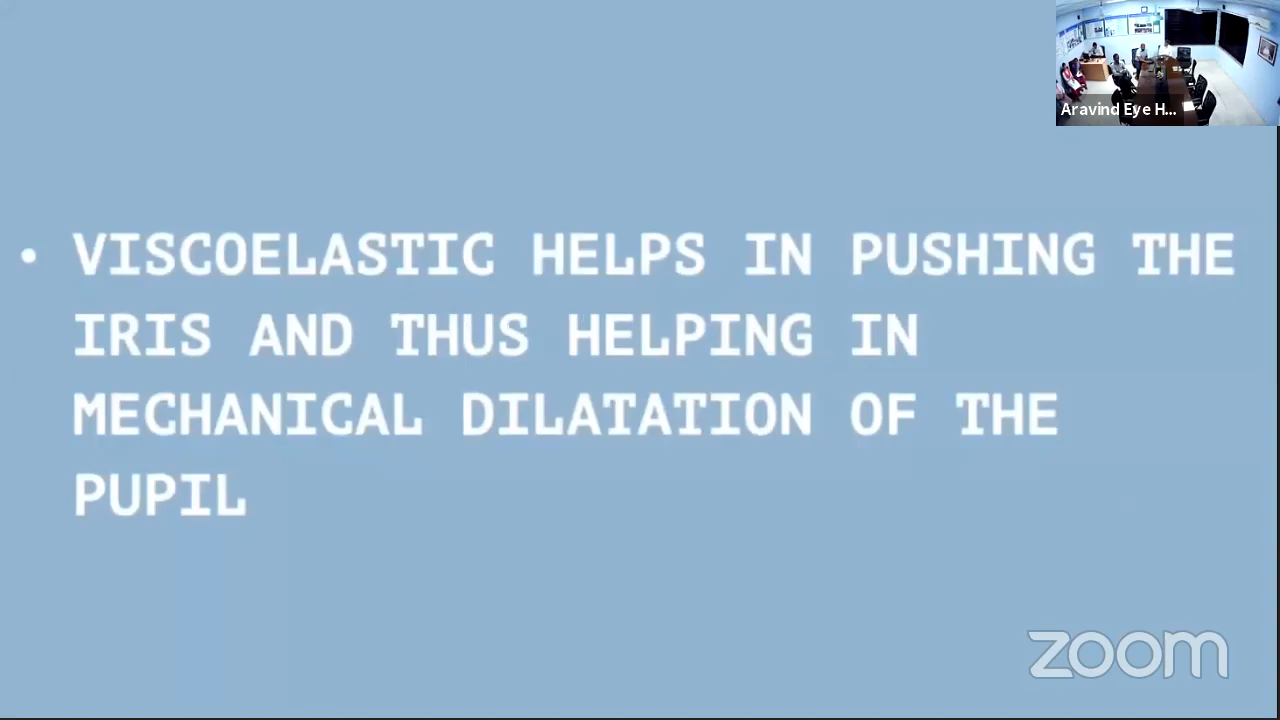 Aravind Eye H...
• VISCOELASTIC HELPS IN PUSHING THE
IRIS AND THUS HELPING IN
MECHANICAL DILATATION OF THE
PUPIL
zoom